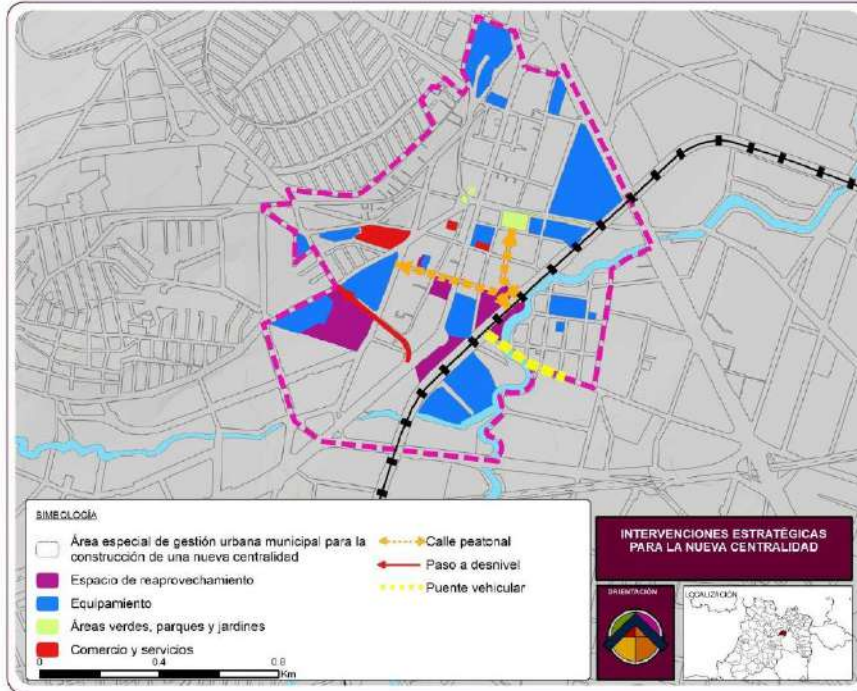 SIMBOLOGÍA
Área especial de gestión urbana municipal para la
construcción de una nueva centralidad
Espacio de reaprovechamiento
Equipamiento
Áreas verdes, parques y jardines
Comercio y servicios
Calle peatonal
Paso a desnivel
Puente vehicular
0 0.4 0.8
Km
INTERVENCIONES ESTRATÉGICAS
PARA LA NUEVA CENTRALIDAD
ORIENTACIÓN
LOCALIZACIÓN